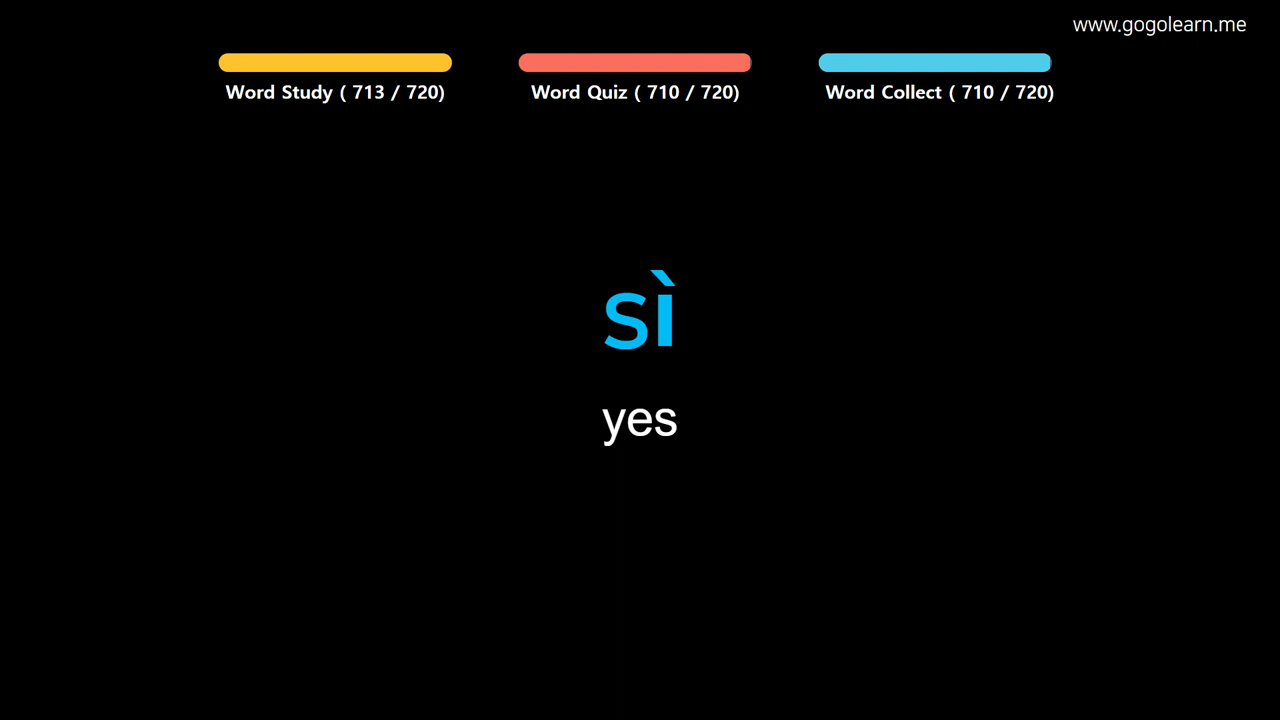 www.gogolearn.me
Word Study ( 713 / 720)
Word Quiz ( 710 / 720)
Word Collect ( 710 / 720)
sì
yes